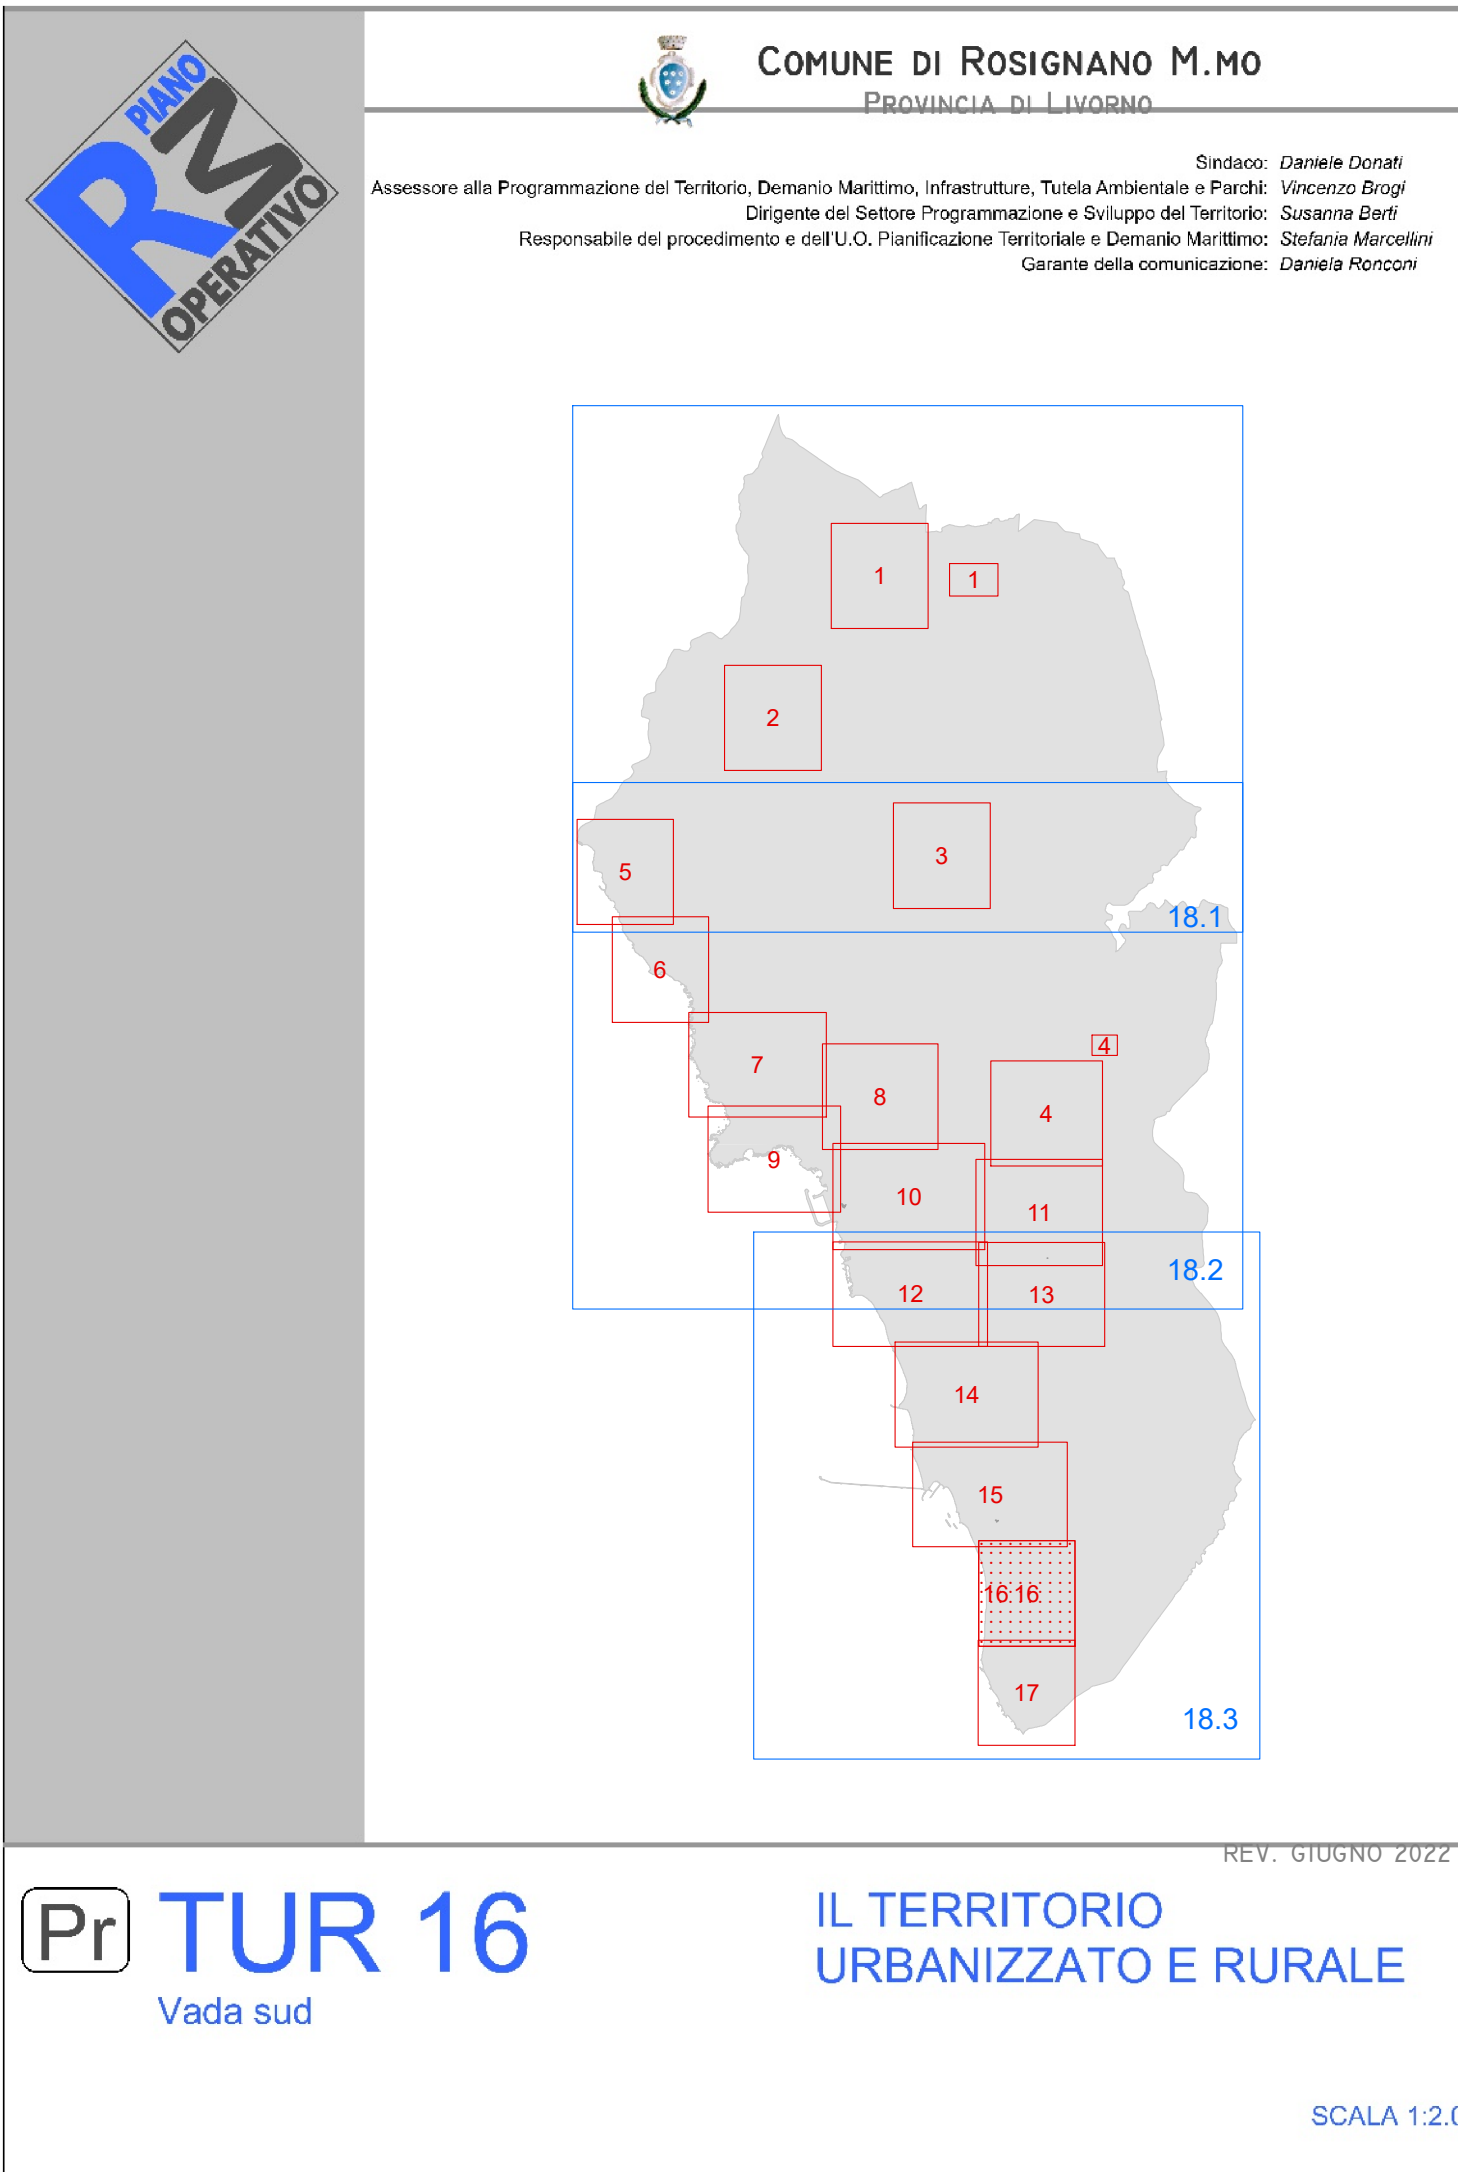 PIANO
RM
OPERATIVO
COMUNE DI ROSIGNANO M.MO
PROVINCIA DI LIVORNO
Sindaco: Daniele Donati
Assessore alla Programmazione del Territorio, Demanio Marittimo, Infrastrutture, Tutela Ambientale e Parchi: Vincenzo Brogi
Dirigente del Settore Programmazione e Sviluppo del Territorio: Susanna Berti
Responsabile del procedimento e dell'U.O. Pianificazione Territoriale e Demanio Marittimo: Stefania Marcellini
Garante della comunicazione: Daniela Ronconi
1
1
2
3
5
18.1
6
4
7
8
4
9
10
11
18.2
12
13
14
15
16 16
17
18.3
REV. GIUGNO 2022
Pr TUR 16
Vada sud
IL TERRITORIO
URBANIZZATO E RURALE
SCALA 1:2.0